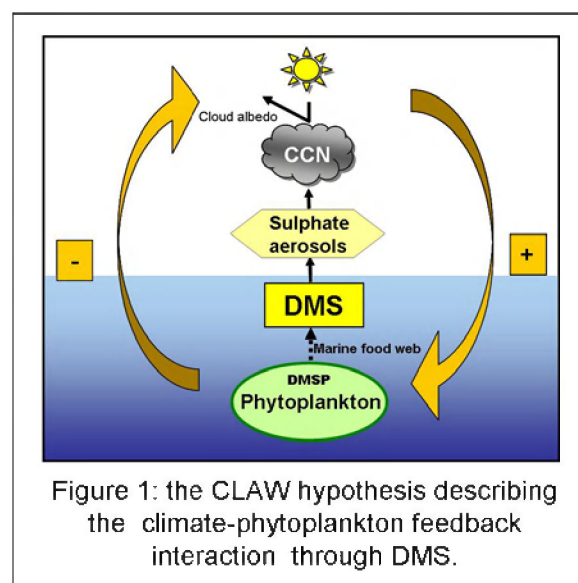 Cloud albedo
CCN
Sulphate
aerosols
-
+
DMS
Marine food web
DMSP
Phytoplankton
Figure 1: the CLAW hypothesis describing
the climate-phytoplankton feedback
interaction through DMS.